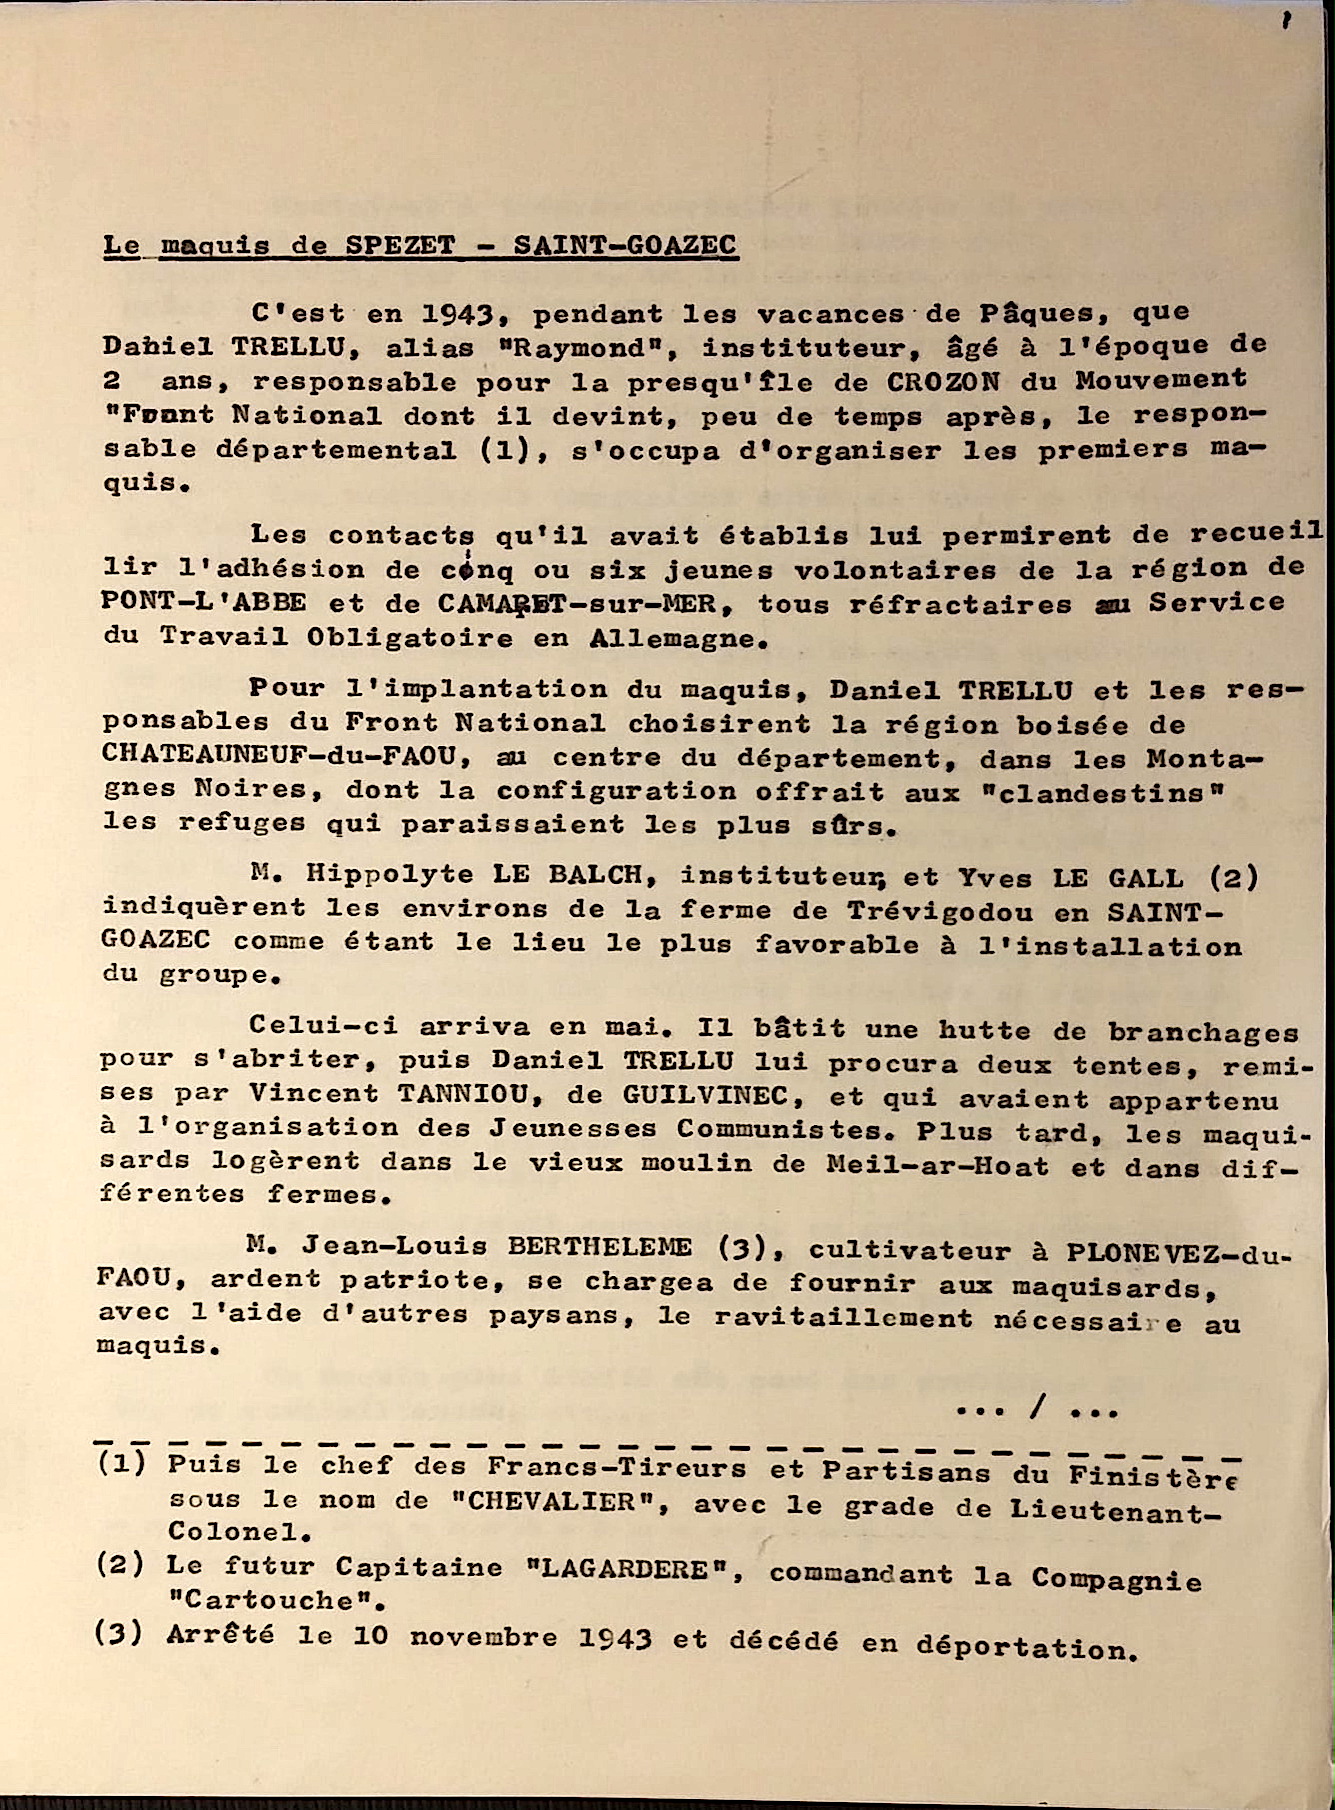 1
Le maquis de SPEZET - SAINT-GOAZEC
C'est en 1943, pendant les vacances de Pâques, que
Daniel TRELLU, alias "Raymond", instituteur, âgé à l'époque de
2 ans, responsable pour la presqu'île de CROZON du Mouvement
"Front National dont il devint, peu de temps après, le respon-
sable départemental (1), s'occupa d'organiser les premiers ma-
quis.
Les contacts qu'il avait établis lui permirent de recueil
lir l'adhésion de cinq ou six jeunes volontaires de la région de
PONT-L'ABBE et de CAMARET-sur-MER, tous réfractaires au Service
du Travail Obligatoire en Allemagne.
Pour l'implantation du maquis, Daniel TRELLU et les res-
ponsables du Front National choisirent la région boisée de
CHATEAUNEUF-du-FAOU, au centre du département, dans les Monta-
gnes Noires, dont la configuration offrait aux "clandestins"
les refuges qui paraissaient les plus sûrs.
M. Hippolyte LE BALCH, instituteur, et Yves LE GALL (2)
indiquèrent les environs de la ferme de Trévigodou en SAINT-
GOAZEC comme étant le lieu le plus favorable à l'installation
du groupe.
Celui-ci arriva en mai. Il bâtit une hutte de branchages
pour s'abriter, puis Daniel TRELLU lui procura deux tentes, remi-
ses par Vincent TANNIOU, de GUILVINEC, et qui avaient appartenu
à l'organisation des Jeunesses Communistes. Plus tard, les maqui-
sards logèrent dans le vieux moulin de Meil-ar-Hoat et dans dif-
férentes fermes.
M. Jean-Louis BERTHELEME (3), cultivateur à PLONEVEZ-du-
FAOU, ardent patriote, se chargea de fournir aux maquisards,
avec l'aide d'autres paysans, le ravitaillement nécessaire au
maquis.
... / ...
(1) Puis le chef des Francs-Tireurs et Partisans du Finistère
sous le nom de "CHEVALIER", avec le grade de Lieutenant-
Colonel.
(2) Le futur Capitaine "LAGARDERE", commandant la Compagnie
"Cartouche".
(3) Arrêté le 10 novembre 1943 et décédé en déportation.